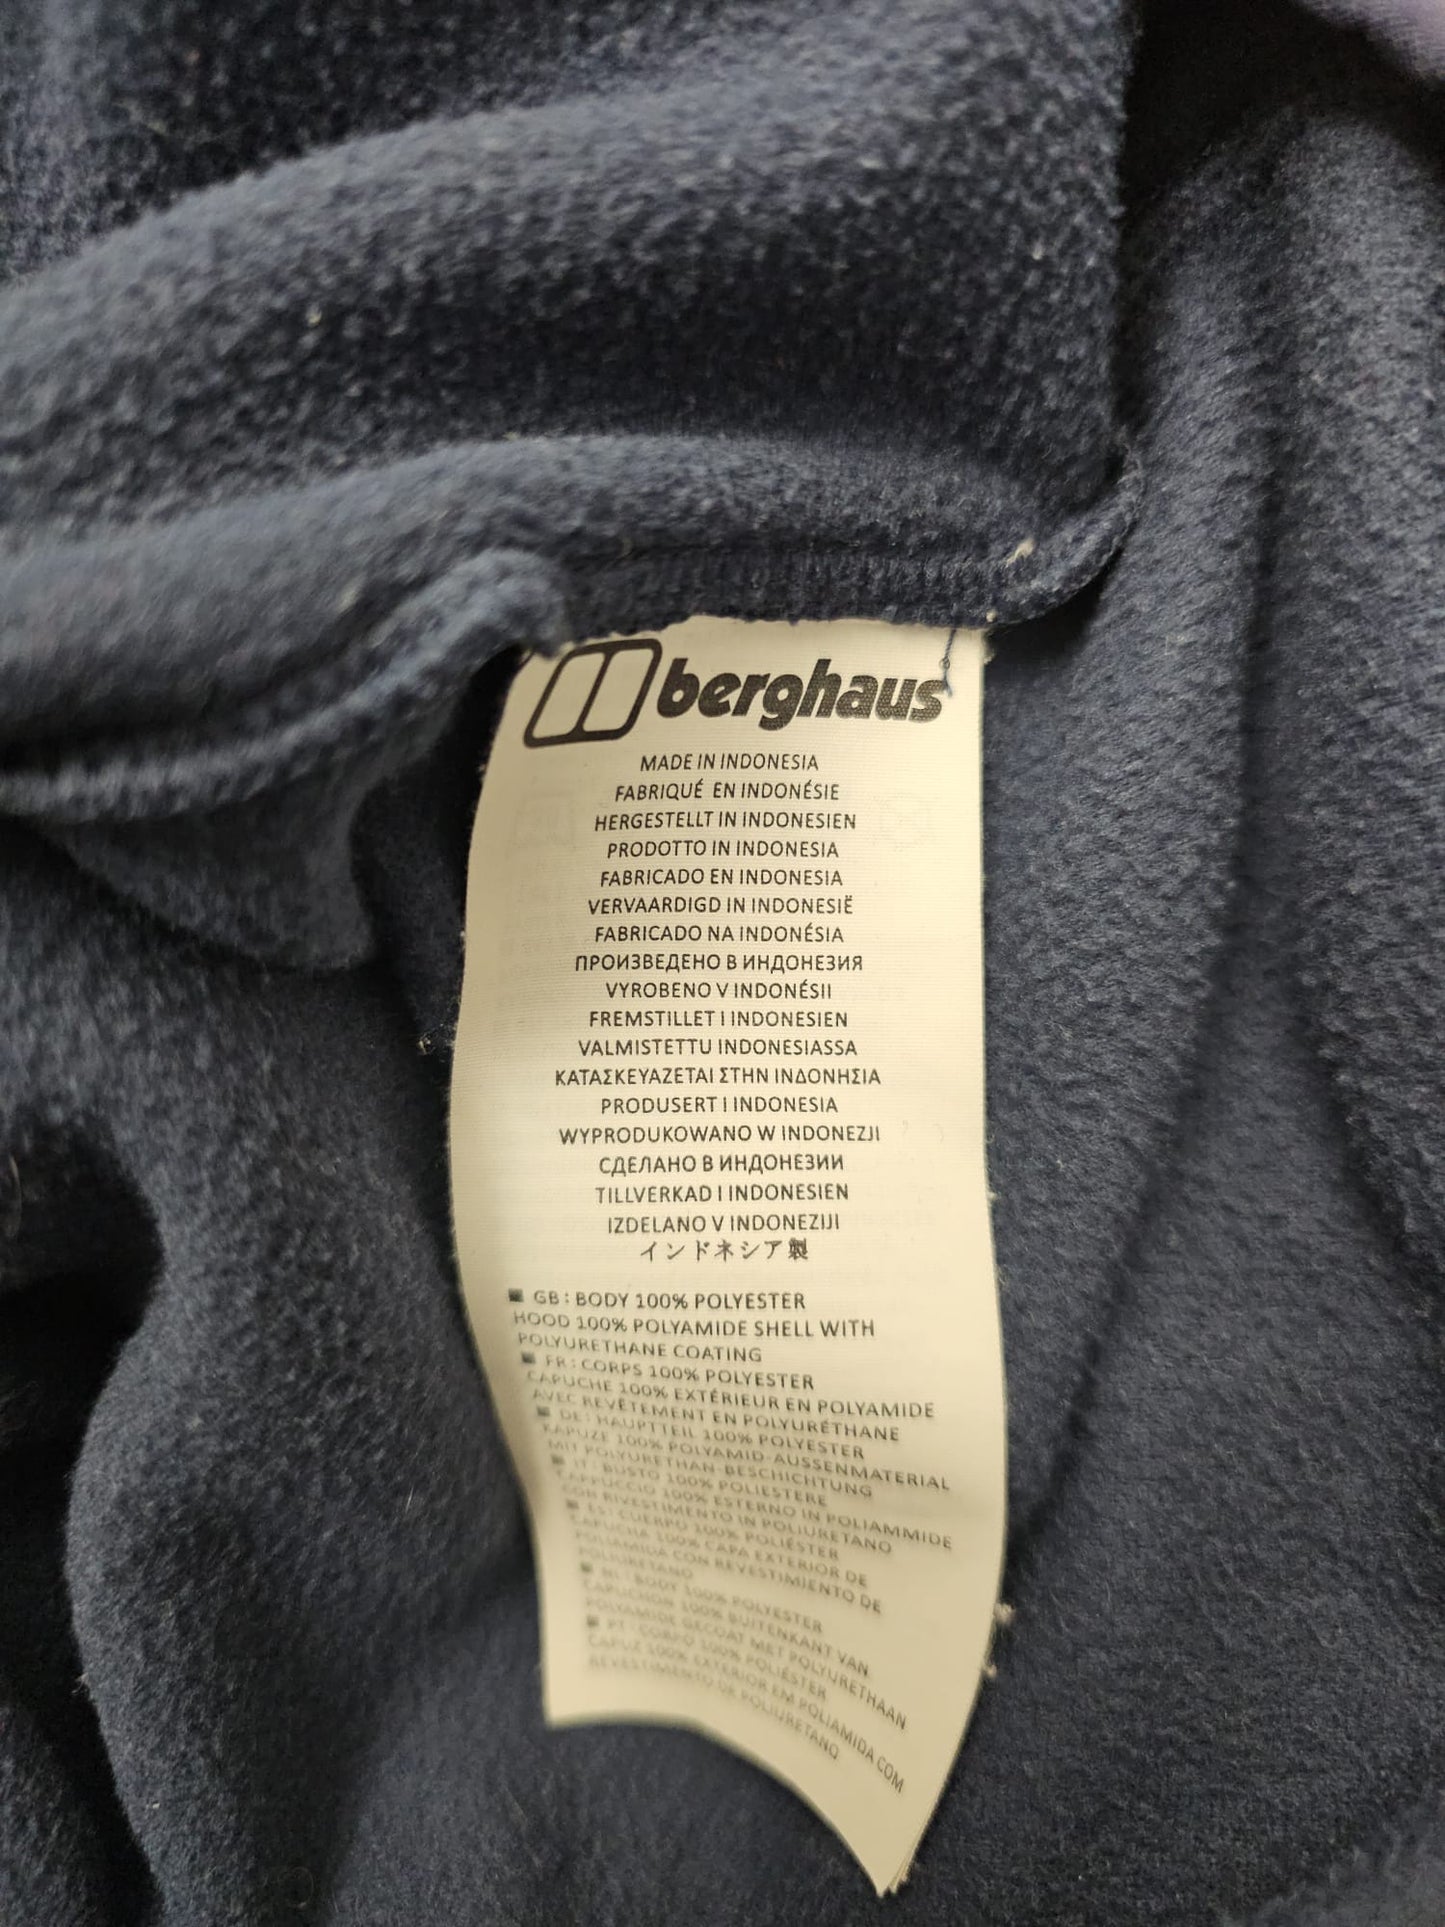 berghaus
MADE IN INDONESIA
FABRIQUÉ EN INDONÉSIE
HERGESTELLT IN INDONESIEN
PRODOTTO IN INDONESIA
FABRICADO EN INDONESIA
VERVAARDIGD IN INDONESIË
FABRICADO NA INDONÉSIA
ПРОИЗВЕДЕНО В ИНДОНЕЗИЯ
VYROBENO V INDONÉSII
FREMSTILLET I INDONESIEN
VALMISTETTU INDONESIASSA
ΚΑΤΑΣΚΕΥΑΖΕΤΑΙ ΣΤΗΝ ΙΝΔΟΝΗΣΙΑ
PRODUSERT I INDONESIA
WYPRODUKOWANO W INDONEZJI
СДЕЛАНО В ИНДОНЕЗИИ
TILLVERKAD I INDONESIEN
IZDELANO V INDONEZIJI
インドネシア製
GB : BODY 100% POLYESTER
HOOD 100% POLYAMIDE SHELL WITH
POLYURETHANE COATING
FR : CORPS 100% POLYESTER
CAPUCHE 100% EXTÉRIEUR EN POLYAMIDE
AVEC REVÊTEMENT EN POLYURÉTHANE
DE : HAUPTTEIL 100% POLYESTER
KAPUZE 100% POLYAMID-AUSSENMATERIAL
MIT POLYURETHAN-BESCHICHTUNG
IT : BUSTO 100% POLIESTERE
CAPPUCCIO 100% ESTERNO IN POLIAMMIDE
CON RIVESTIMENTO IN POLIURETANO
ES : CUERPO 100% POLIÉSTER
CAPUCHA 100% CAPA EXTERIOR DE
POLIAMIDA CON REVESTIMIENTO DE
POLIURETANO
NL : BODY 100% POLYESTER
CAPUCHON 100% BUITENKANT VAN
POLYAMIDE GECOAT MET POLYURETHAAN
PT : CORPO 100% POLIÉSTER
CAPUZ 100% EXTERIOR EM POLIAMIDA COM
REVESTIMENTO DE POLIURETANO